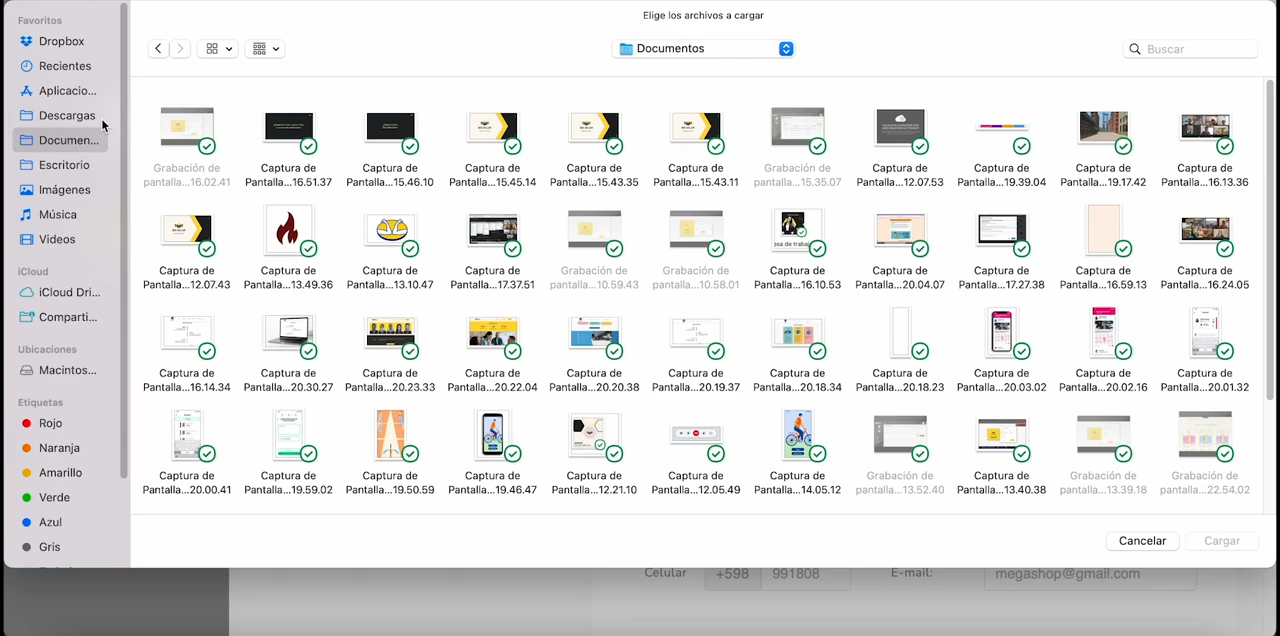 Elige los archivos a cargar
Documentos
Buscar
Favoritos
Dropbox
Recientes
Aplicacio...
Descargas
Documen...
Escritorio
Imágenes
Música
Videos
iCloud
iCloud Dri...
Comparti...
Ubicaciones
Macintos...
Etiquetas
Rojo
Naranja
Amarillo
Verde
Azul
Gris
Grabación de
pantalla...16.02.41
Captura de
Pantalla...16.51.37
Captura de
Pantalla...15.46.10
Captura de
Pantalla...15.45.14
Captura de
Pantalla...15.43.35
Captura de
Pantalla...15.43.11
Grabación de
pantalla...15.35.07
Captura de
Pantalla...12.07.53
Captura de
Pantalla...19.39.04
Captura de
Pantalla...19.17.42
Captura de
Pantalla...16.13.36
Captura de
Pantalla...12.07.43
Captura de
Pantalla...13.49.36
Captura de
Pantalla...13.10.47
Captura de
Pantalla...17.37.51
Grabación de
pantalla...10.59.43
Grabación de
pantalla...10.58.01
esa de traba
Captura de
Pantalla...16.10.53
Captura de
Pantalla...20.04.07
Captura de
Pantalla...17.27.38
Captura de
Pantalla...16.59.13
Captura de
Pantalla...16.24.05
Captura de
Pantalla...16.14.34
Captura de
Pantalla...20.30.27
Captura de
Pantalla...20.23.33
Captura de
Pantalla...20.22.04
Captura de
Pantalla...20.20.38
Captura de
Pantalla...20.19.37
Captura de
Pantalla...20.18.34
Captura de
Pantalla...20.18.23
Captura de
Pantalla...20.03.02
Captura de
Pantalla...20.02.16
Captura de
Pantalla...20.01.32
Captura de
Pantalla...20.00.41
Captura de
Pantalla...19.59.02
Captura de
Pantalla...19.50.59
Captura de
Pantalla...19.46.47
Captura de
Pantalla...12.21.10
Captura de
Pantalla...12.05.49
Captura de
Pantalla...14.05.12
Grabación de
pantalla...13.52.40
Captura de
Pantalla...13.40.38
Grabación de
pantalla...13.39.18
Grabación de
pantalla...22.54.02
Cancelar
Cargar
Celular
+598
991808
E-mail:
megashop@gmail.com